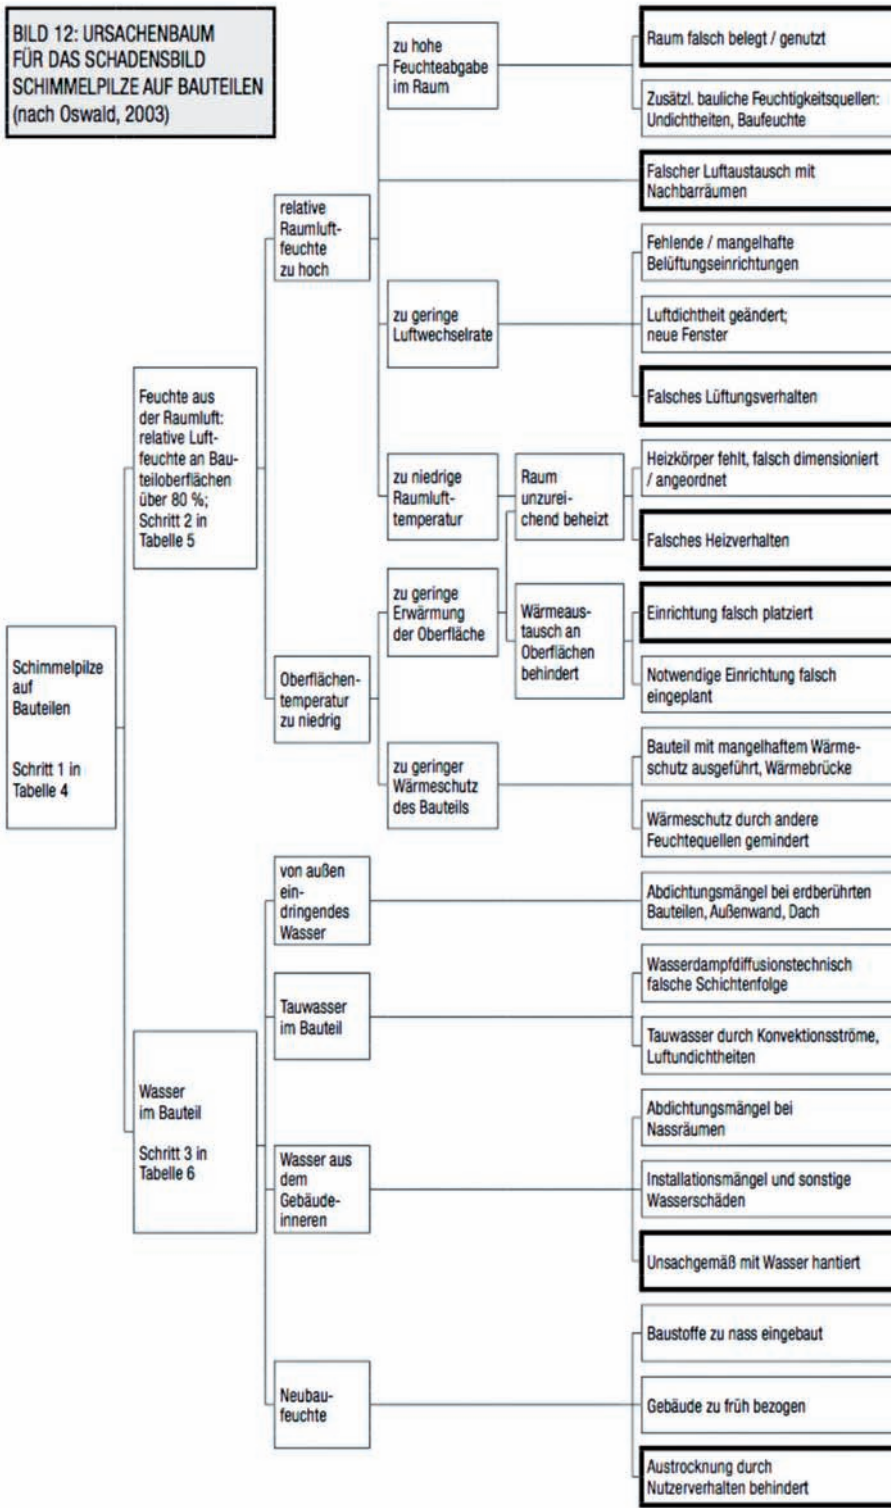 BILD 12: URSACHENBAUM
FÜR DAS SCHADENSBILD
SCHIMMELPILZE AUF BAUTEILEN
(nach Oswald, 2003)
Schimmelpilze
auf
Bauteilen
Schritt 1 in
Tabelle 4
Feuchte aus
der Raumluft:
relative Luft-
feuchte an Bau-
teiloberflächen
über 80 %;
Schritt 2 in
Tabelle 5
relative
Raumluft-
feuchte
zu hoch
zu hohe
Feuchteabgabe
im Raum
Raum falsch belegt / genutzt
Zusätzl. bauliche Feuchtigkeitsquellen:
Undichtheiten, Baufeuchte
Falscher Luftaustausch mit
Nachbarräumen
zu geringe
Luftwechselrate
Fehlende / mangelhafte
Belüftungseinrichtungen
Luftdichtheit geändert;
neue Fenster
Falsches Lüftungsverhalten
zu niedrige
Raumluft-
temperatur
Raum
unzurei-
chend beheizt
Heizkörper fehlt, falsch dimensioniert
/ angeordnet
Falsches Heizverhalten
Oberflächen-
temperatur
zu niedrig
zu geringe
Erwärmung
der Oberfläche
Wärmeaus-
tausch an
Oberflächen
behindert
Einrichtung falsch platziert
Notwendige Einrichtung falsch
eingeplant
zu geringer
Wärmeschutz
des Bauteils
Bauteil mit mangelhaftem Wärme-
schutz ausgeführt, Wärmebrücke
Wärmeschutz durch andere
Feuchtequellen gemindert
Wasser
im Bauteil
Schritt 3 in
Tabelle 6
von außen
ein-
dringendes
Wasser
Abdichtungsmängel bei erdberührten
Bauteilen, Außenwand, Dach
Tauwasser
im Bauteil
Wasserdampfdiffusionstechnisch
falsche Schichtenfolge
Tauwasser durch Konvektionsströme,
Luftundichtheiten
Wasser aus
dem
Gebäude-
inneren
Abdichtungsmängel bei
Nassräumen
Installationsmängel und sonstige
Wasserschäden
Unsachgemäß mit Wasser hantiert
Neubau-
feuchte
Baustoffe zu nass eingebaut
Gebäude zu früh bezogen
Austrocknung durch
Nutzerverhalten behindert